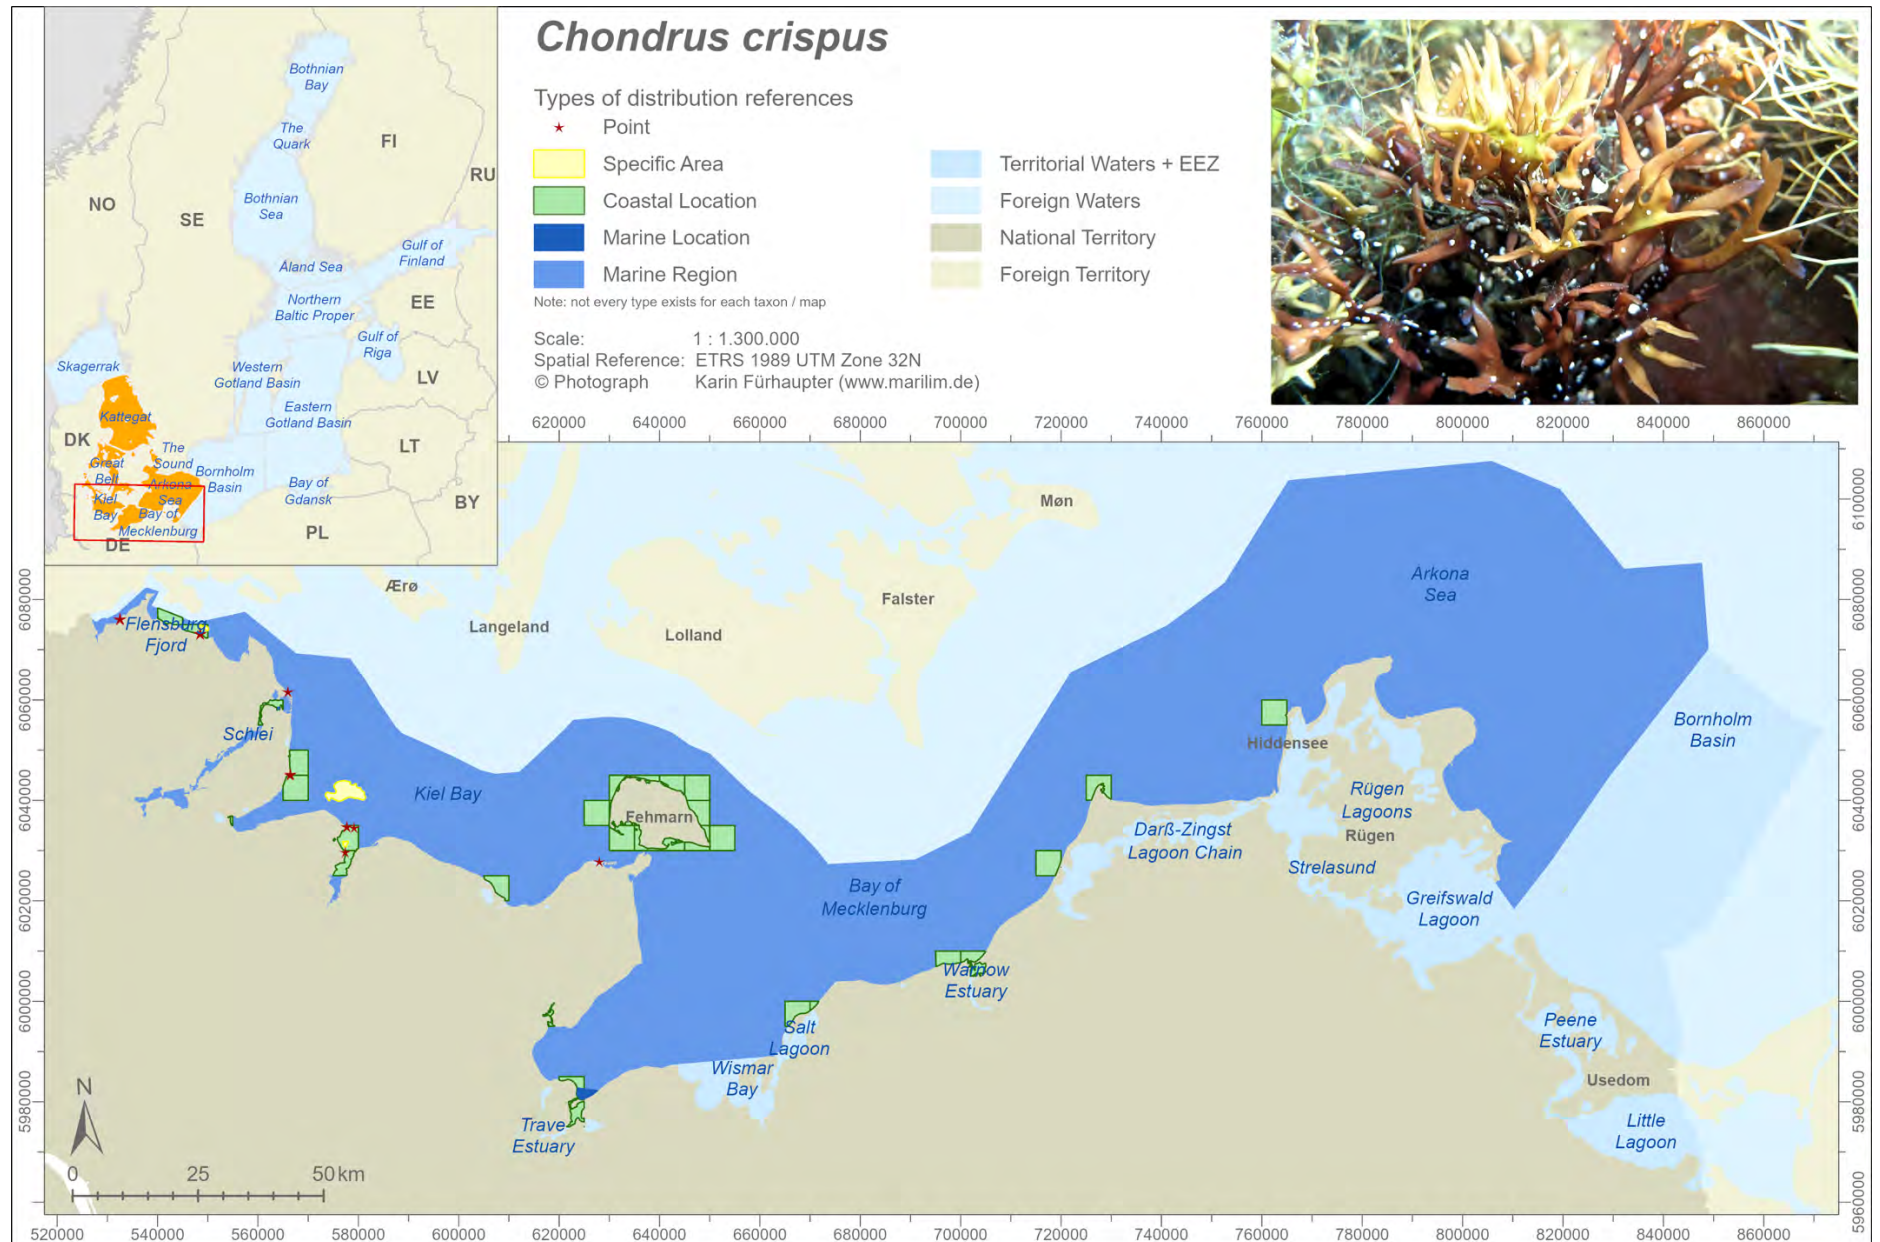 Chondrus crispus
Types of distribution references
Point
Specific Area
Coastal Location
Marine Location
Marine Region
Note: not every type exists for each taxon / map
Territorial Waters + EEZ
Foreign Waters
National Territory
Foreign Territory
Scale: 1 : 1.300.000
Spatial Reference: ETRS 1989 UTM Zone 32N
© Photograph Karin Fürhaupter (www.marilim.de)
Bothnian
Bay
The
Quark
FI
RU
NO
SE
Bothnian
Sea
Gulf of
Finland
Åland Sea
Northern
Baltic Proper
EE
Gulf of
Riga
Skagerrak
Western
Gotland Basin
LV
Kattegat
Eastern
Gotland Basin
DK
The
Sound
LT
Great
Belt
Arkona
Sea
Bornholm
Basin
Kiel
Bay
Bay of
Mecklenburg
Bay of
Gdansk
BY
PL
DE
620000 640000 660000 680000 700000 720000 740000 760000 780000 800000 820000 840000 860000
6100000
6080000
6060000
6040000
6020000
6000000
5980000
5960000
6080000
6060000
6040000
6020000
6000000
5980000
Møn
Ærø
Langeland
Lolland
Falster
Arkona
Sea
Flensburg
Fjord
Schlei
Kiel Bay
Fehmarn
Hiddensee
Bornholm
Basin
Rügen
Lagoons
Rügen
Darß-Zingst
Lagoon Chain
Strelasund
Bay of
Mecklenburg
Greifswald
Lagoon
Warnow
Estuary
Salt
Lagoon
Wismar
Bay
Peene
Estuary
Usedom
Trave
Estuary
Little
Lagoon
N
0 25 50 km
520000 540000 560000 580000 600000 620000 640000 660000 680000 700000 720000 740000 760000 780000 800000 820000 840000 860000